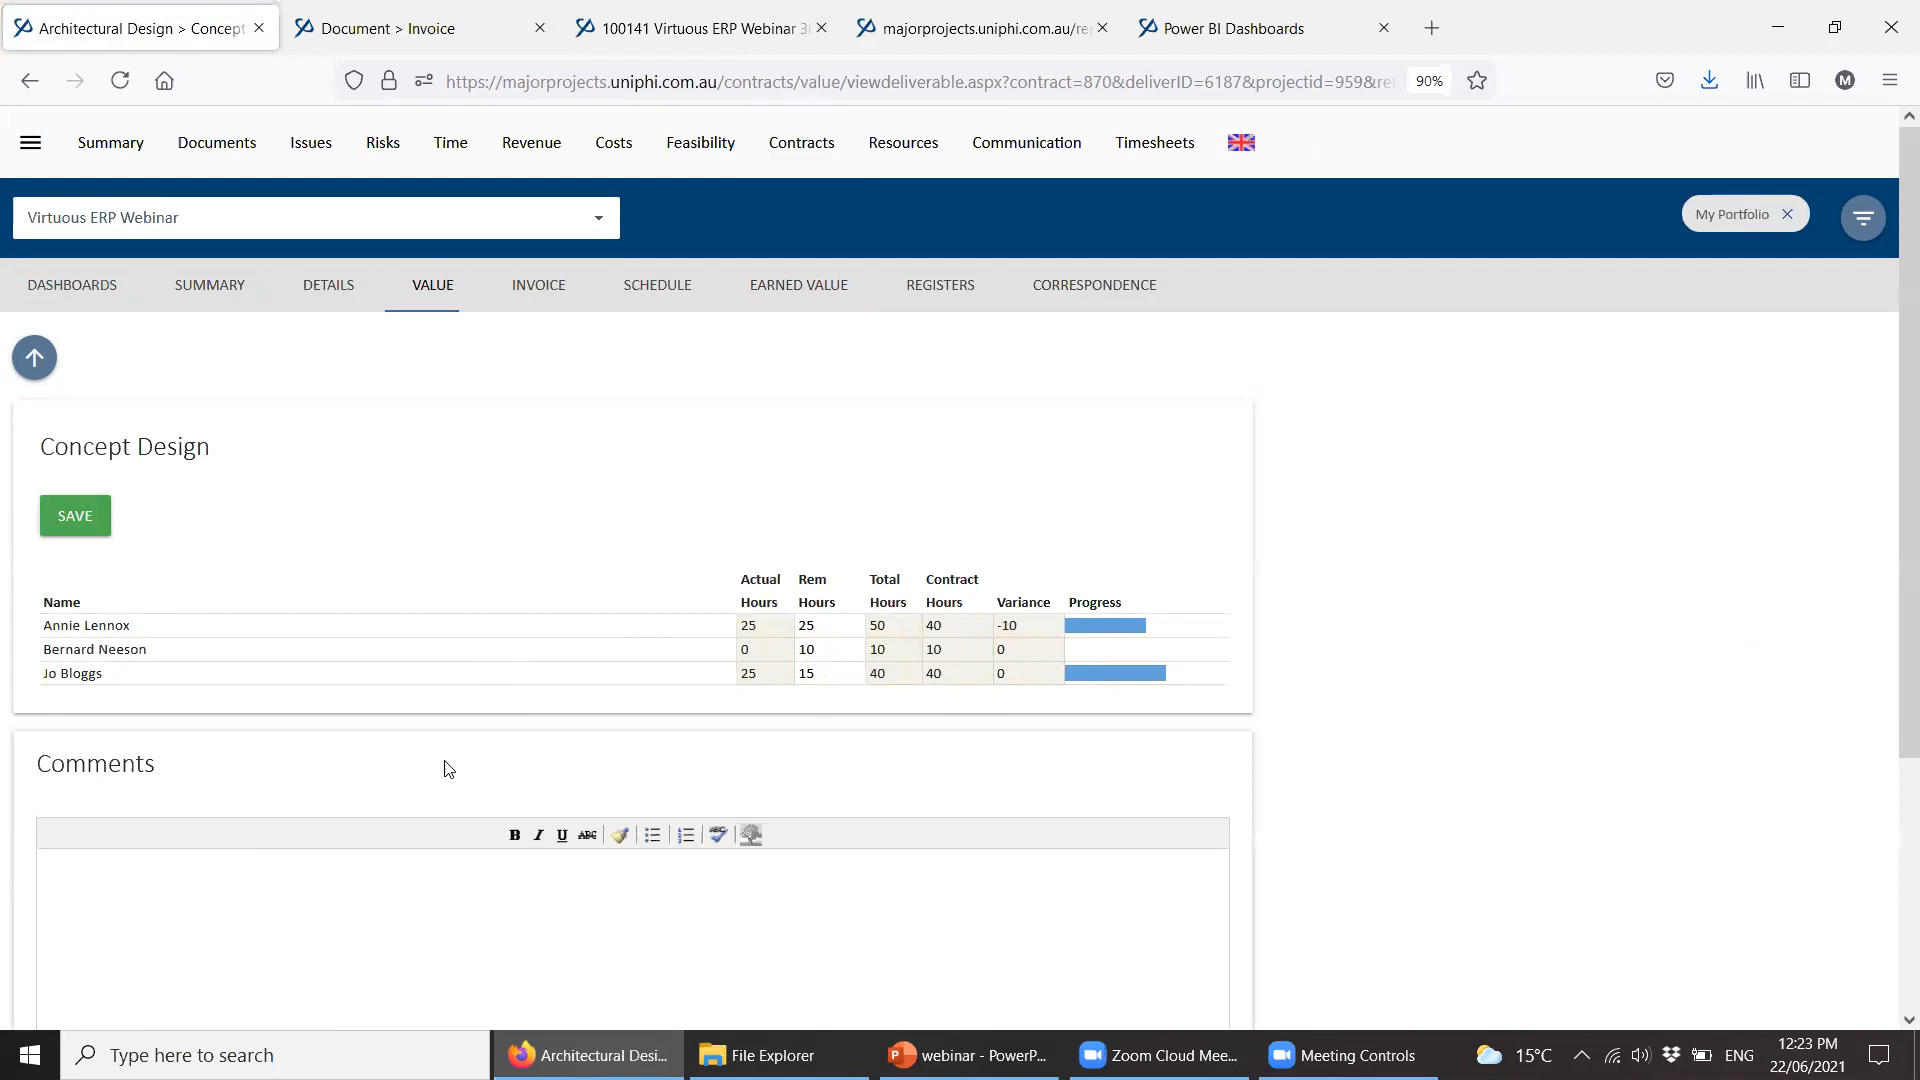 Architectural Design > Concept
Document > Invoice
100141 Virtuous ERP Webinar 30
majorprojects.uniphi.com.au/re
Power BI Dashboards
https://majorprojects.uniphi.com.au/contracts/value/viewdeliverable.aspx?contract=870&deliverID=6187&projectid=959&re
90%
M
Summary Documents Issues Risks Time Revenue Costs Feasibility Contracts Resources Communication Timesheets
Virtuous ERP Webinar
My Portfolio
DASHBOARDS SUMMARY DETAILS VALUE INVOICE SCHEDULE EARNED VALUE REGISTERS CORRESPONDENCE
Concept Design
SAVE
Actual Rem Total Contract
Name Hours Hours Hours Hours Variance Progress
Annie Lennox 25 25 50 40 -10
Bernard Neeson 0 10 10 10 0
Jo Bloggs 25 15 40 40 0
Comments
B I U ABC ABC
Type here to search
Architectural Desi...
File Explorer
webinar - PowerP...
Zoom Cloud Mee...
Meeting Controls
15°C
ENG
12:23 PM
22/06/2021